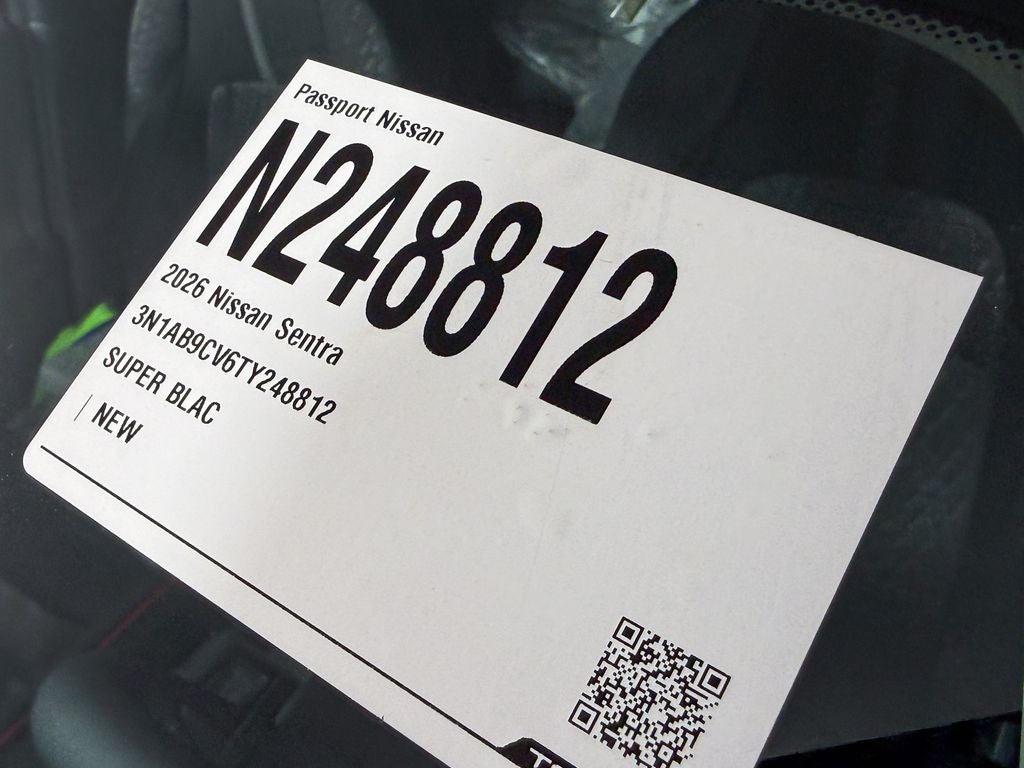 Passport Nissan
N248812
2026 Nissan Sentra
3N1AB9CV6TY248812
SUPER BLAC
| NEW